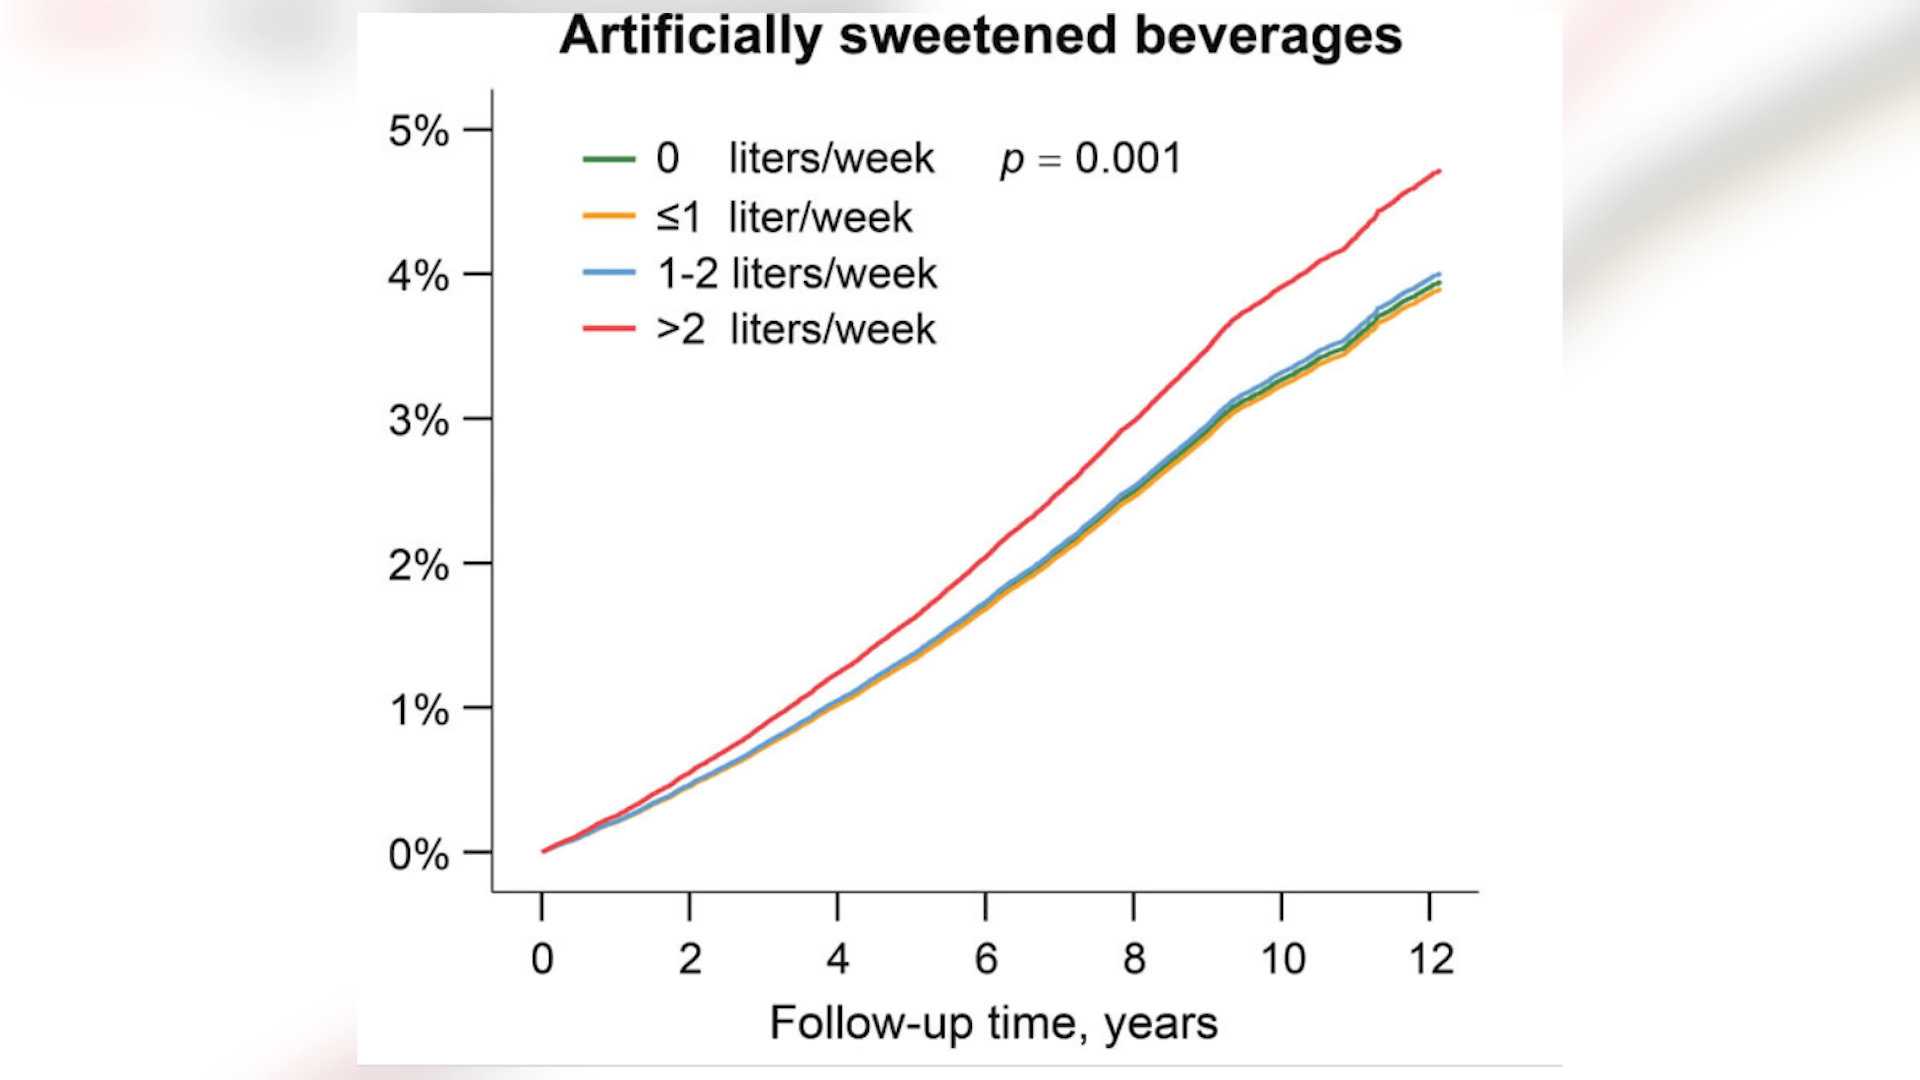 Artificially sweetened beverages
5%
4%
3%
2%
1%
0%
0 liters/week p = 0.001
≤1 liter/week
1-2 liters/week
>2 liters/week
0 2 4 6 8 10 12
Follow-up time, years